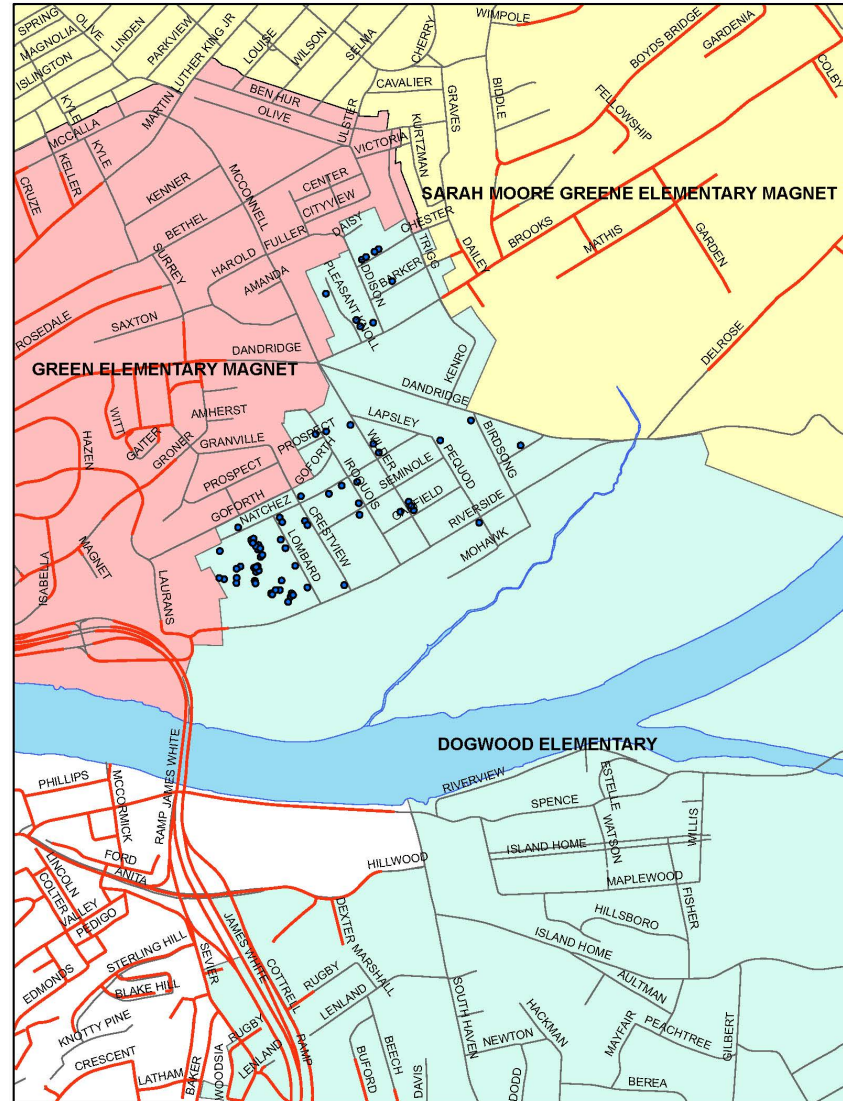 SPRING
MAGNOLIA
ISLINGTON
OLIVE
LINDEN
PARKVIEW
MARTIN LUTHER KING JR
LOUISE
WILSON
SELMA
CHERRY
WIMPOLE
BOYDS BRIDGE
GARDENIA
COLBY
CAVALIER
BEN HUR
OLIVE
ULSTER
GRAVES
BIDDLE
FELLOWSHIP
KYLE
MCCALLA
KYLE
KELLER
CRUZE
VICTORIA
KURTZMAN
KENNER
MCCONNELL
CENTER
CITYVIEW
SARAH MOORE GREENE ELEMENTARY MAGNET
BETHEL
DAISY
CHESTER
TRIGG
FULLER
HAROLD
SURREY
AMANDA
DDISON
BARKER
DAILEY
BROOKS
MATHIS
GARDEN
PLEASANT KNOLL
ROSEDALE
SAXTON
DELROSE
DANDRIDGE
KENRO
GREEN ELEMENTARY MAGNET
DANDRIDGE
WITT
AMHERST
LAPSLEY
GAITER
GRONER
GRANVILLE
PROSPECT
GOFORTH
WILDER
BIRDSONG
HAZEN
PROSPECT
IROQUOIS
SEMINOLE
PEQUOD
GOFORTH
NATCHEZ
CRESTVIEW
RIVERSIDE
MOHAWK
LOMBARD
MAGNET
ISABELLA
LAURANS
DOGWOOD ELEMENTARY
RAMP JAMES WHITE
PHILLIPS
MCCORMICK
RIVERVIEW
ESTELLE
SPENCE
WATSON
WILLIS
ISLAND HOME
FORD
ANITA
HILLWOOD
MAPLEWOOD
FISHER
LINCOLN
COLTER
VALLEY
PEDIGO
HILLSBORO
DEXTER
MARSHALL
JAMES WHITE
ISLAND HOME
STERLING HILL
SEVIER
COTTRELL
RUGBY
AULTMAN
EDMONDS
BLAKE HILL
LENLAND
SOUTH HAVEN
HACKMAN
MAYFAIR
PEACHTREE
GILBERT
KNOTTY PINE
RUGBY
RAMP
BEECH
NEWTON
CRESCENT
LENLAND
BUFORD
DAVIS
DODD
BEREA
LATHAM
BAKER
WOODSIA